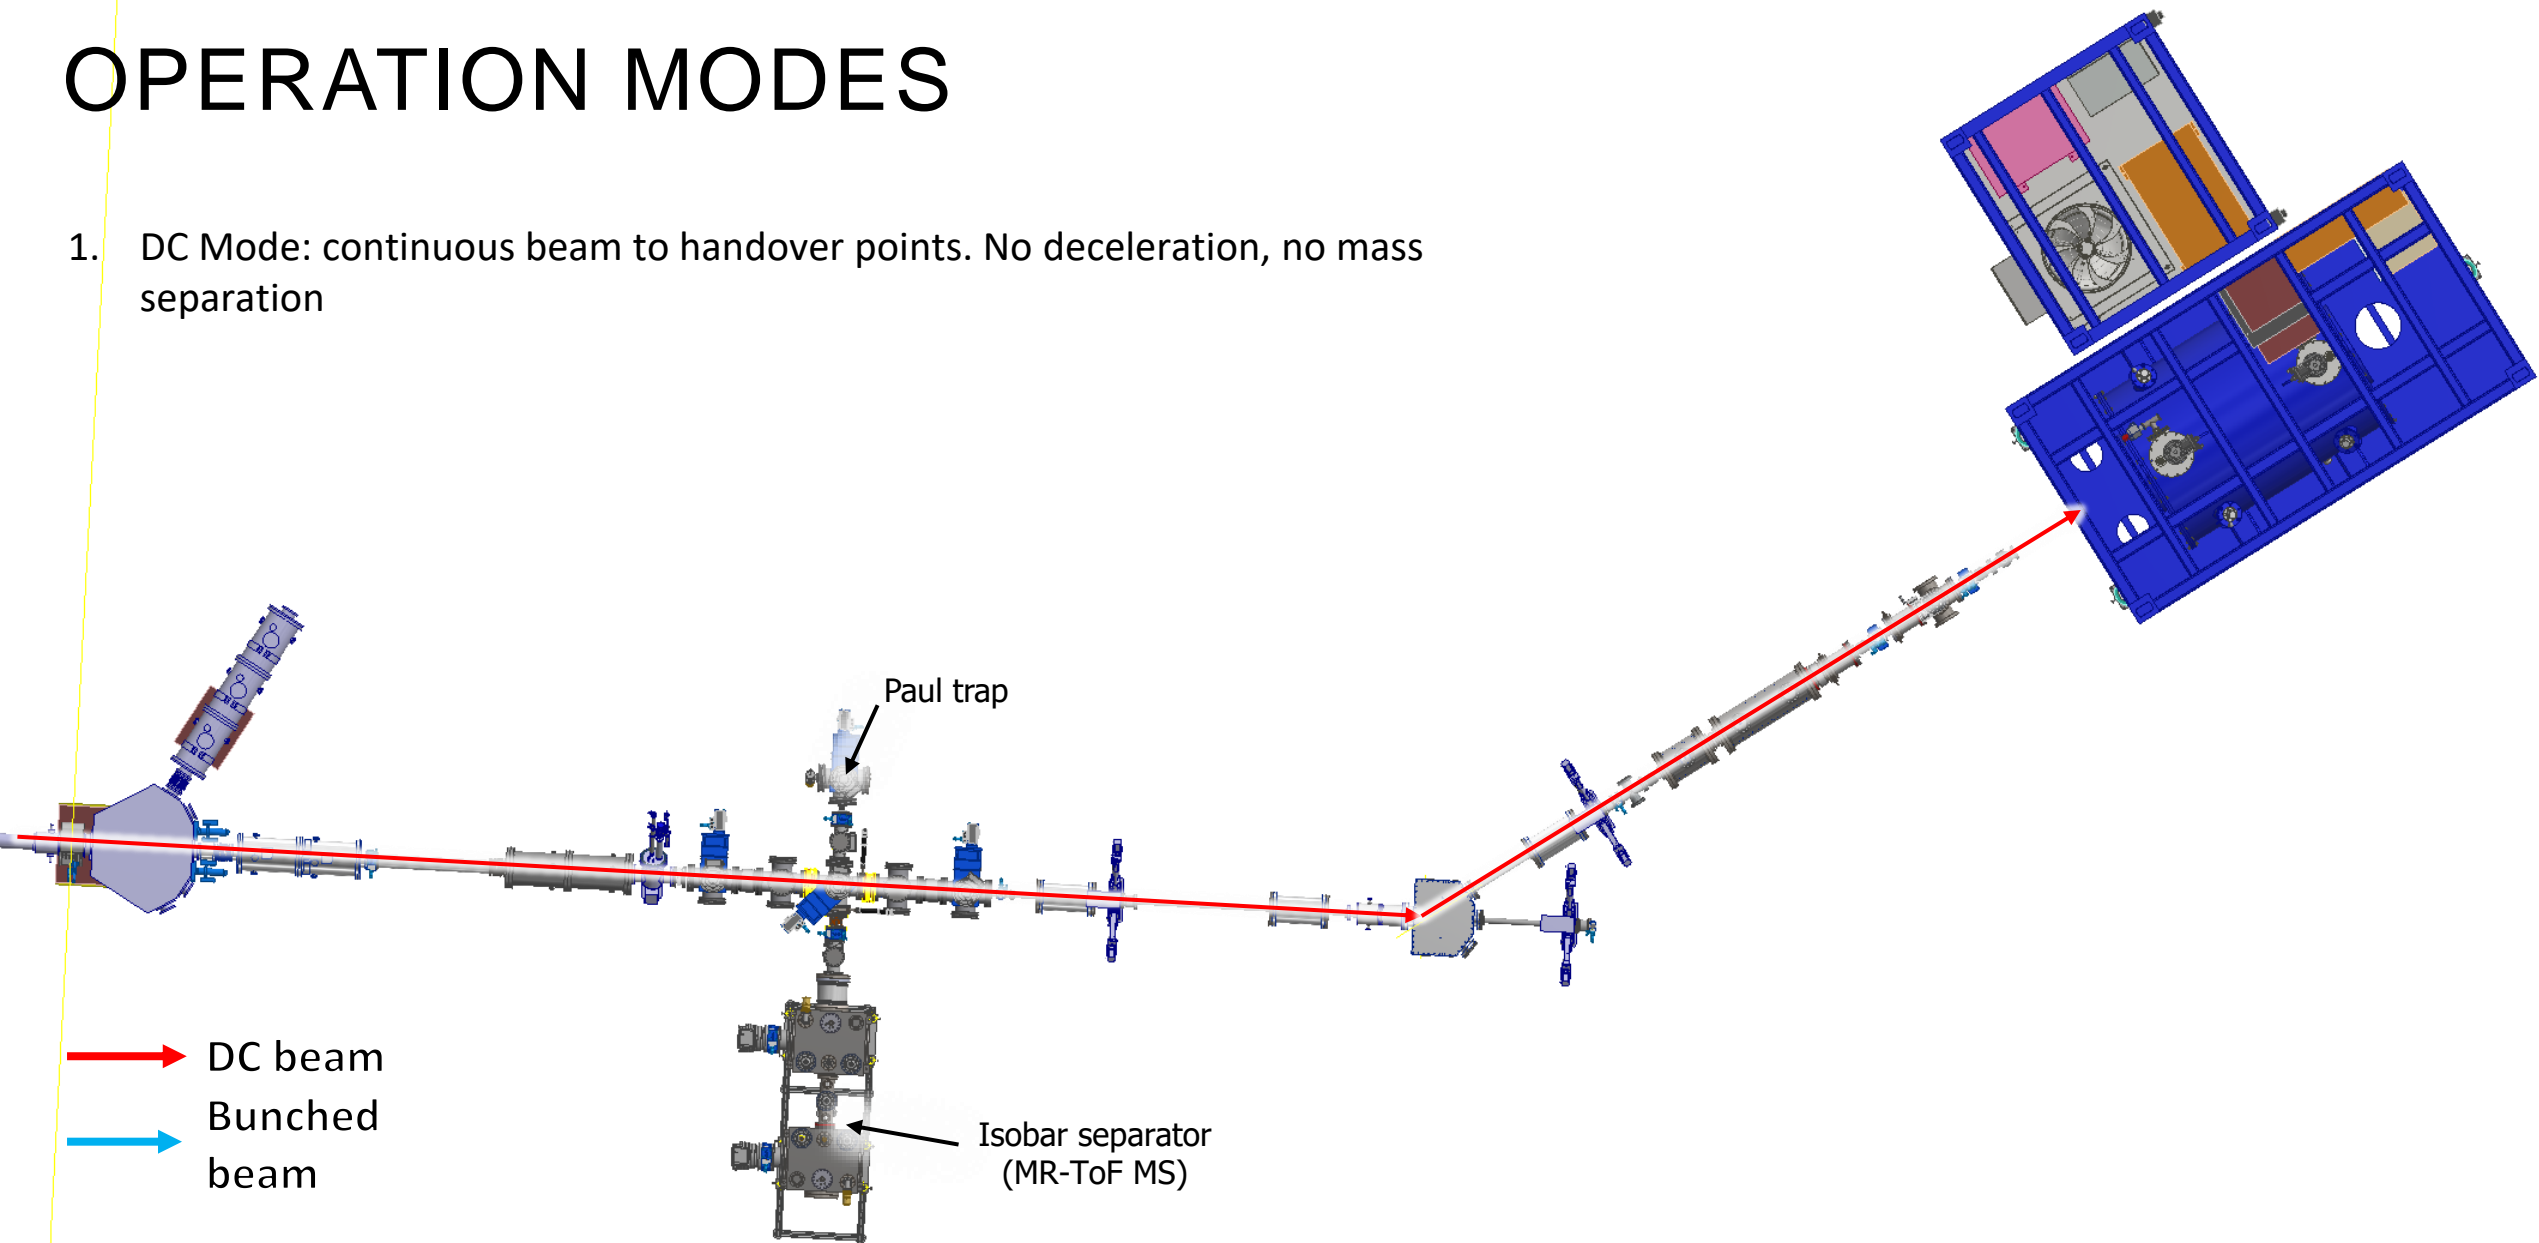 OPERATION MODES
1. DC Mode: continuous beam to handover points. No deceleration, no mass
separation
Paul trap
DC beam
Bunched
beam
Isobar separator
(MR-ToF MS)